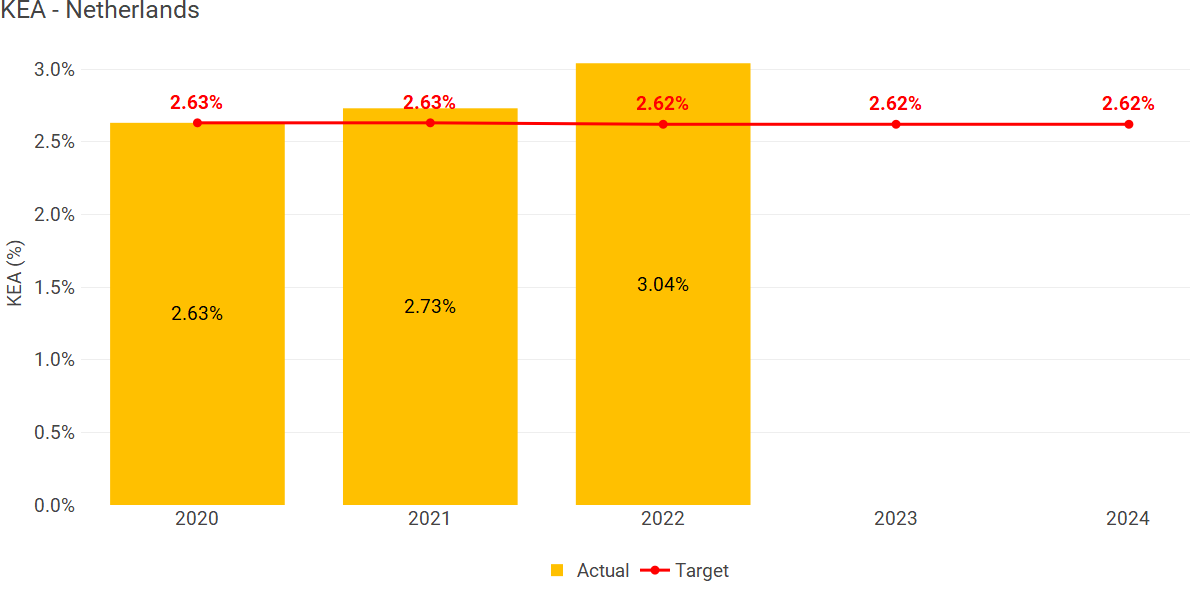 KEA - Netherlands
3.0%
2.63% 2.63% 2.62% 2.62% 2.62%
2.5%
2.0%
KEA (%)
1.5%
2.63% 2.73% 3.04%
1.0%
0.5%
0.0%
2020 2021 2022 2023 2024
Actual Target